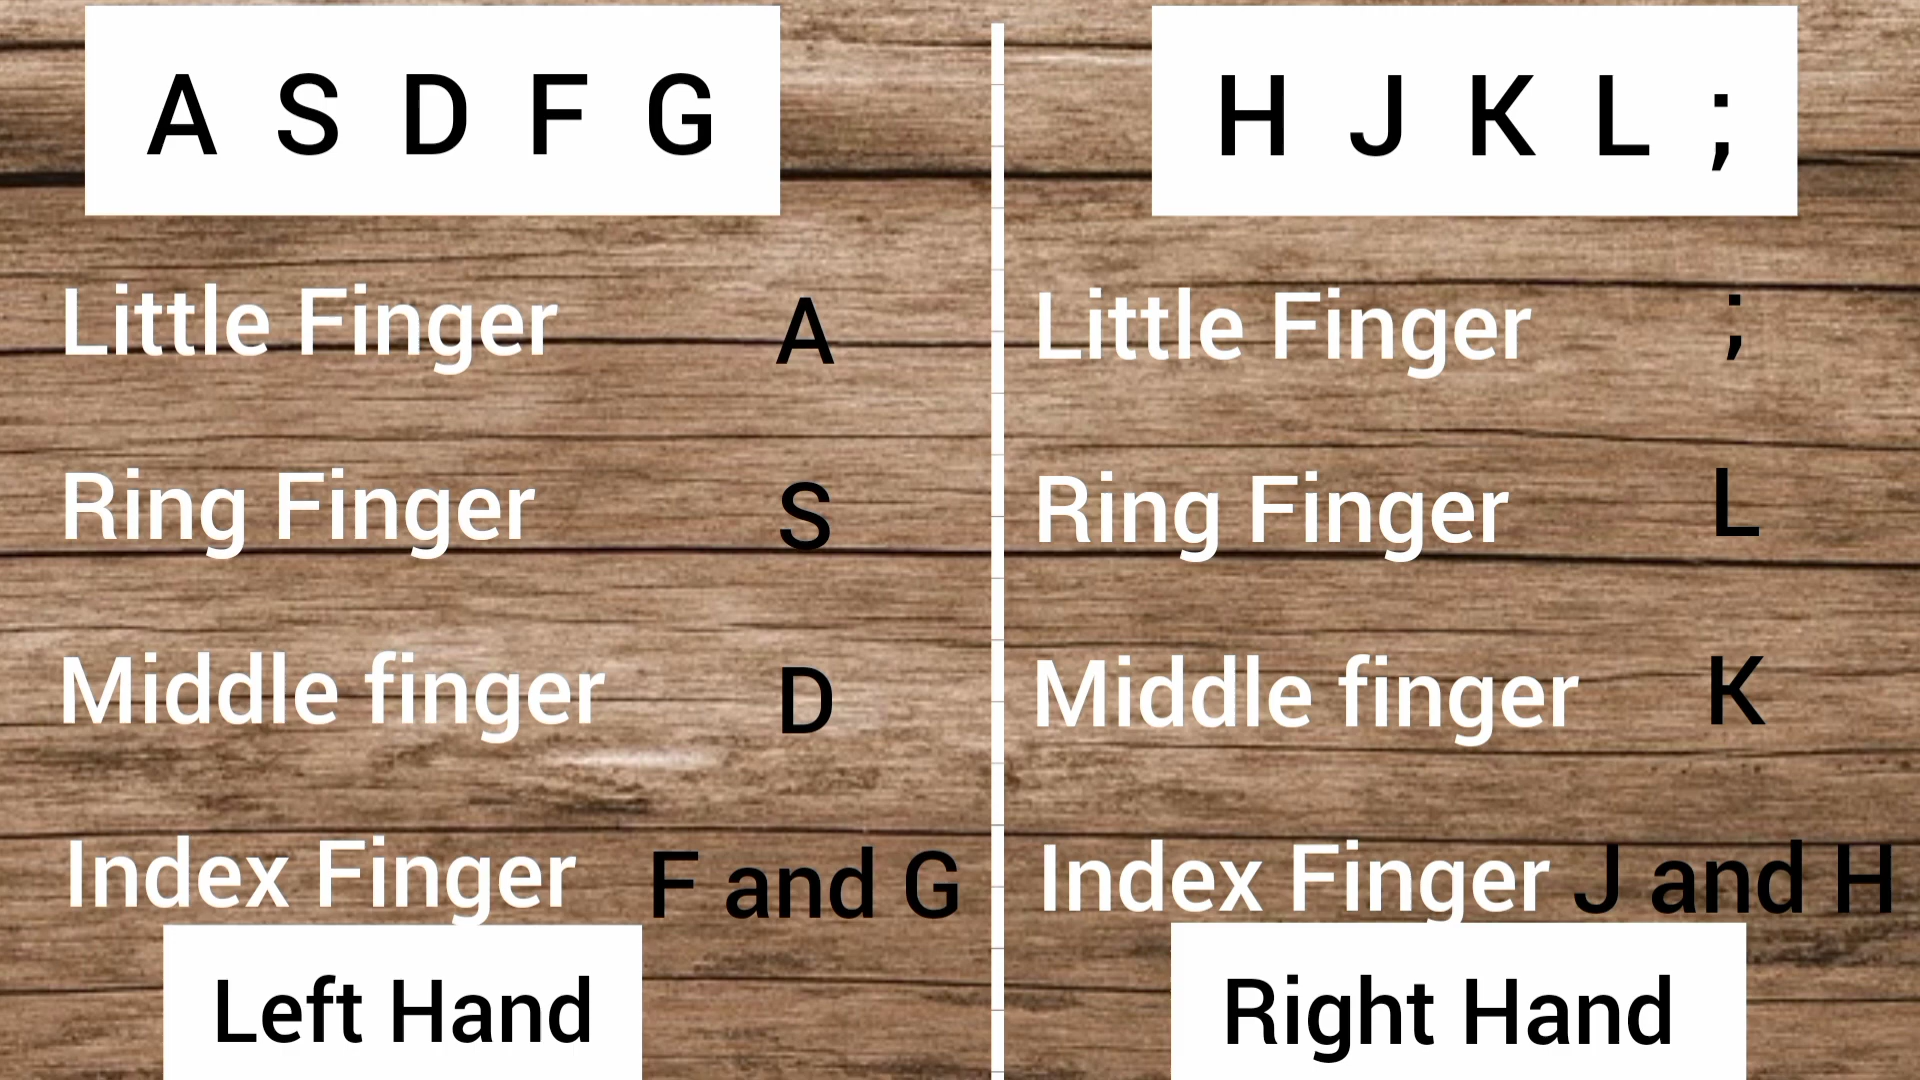 A S D F G
Little Finger A
Ring Finger S
Middle finger D
Index Finger F and G
Left Hand
H J K L ;
Little Finger ;
Ring Finger L
Middle finger K
Index Finger J and H
Right Hand